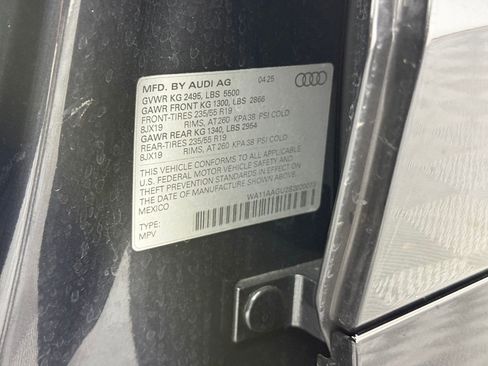 MFD. BY AUDI AG 04 25
GVWR KG 2495, LBS 5500
GAWR FRONT KG 1300, LBS 2866
FRONT-TIRES 235/55 R19
8JX19 RIMS, AT 260 KPA 38 PSI COLD
GAWR REAR KG 1340, LBS 2954
REAR-TIRES 235/55 R19
8JX19 RIMS, AT 260 KPA 38 PSI COLD
THIS VEHICLE CONFORMS TO ALL APPLICABLE
U.S. FEDERAL MOTOR VEHICLE SAFETY, BUMPER AND
THEFT PREVENTION STANDARDS IN EFFECT ON
THE DATE OF MANUFACTURE SHOWN ABOVE
MEXICO
TYPE:
MPV